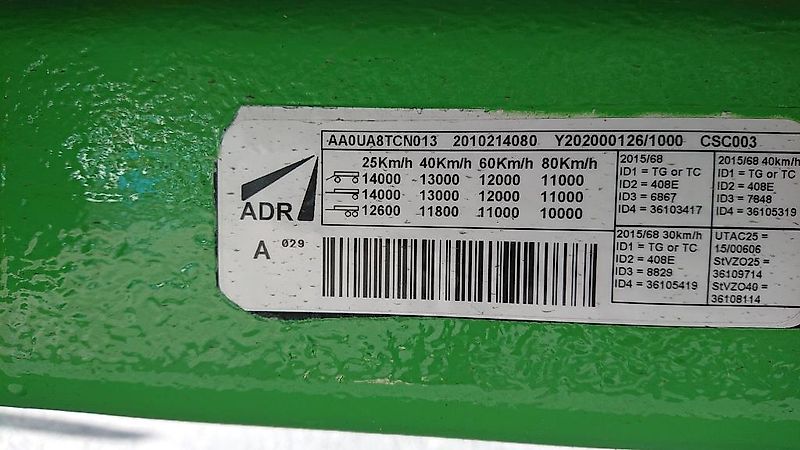 AA0UA8TCN013 2010214080 Y202000126/1000 CSC003
25Km/h 40Km/h 60Km/h 80Km/h
14000 13000 12000 11000
14000 13000 12000 11000
12600 11800 11000 10000
ADR
A 029
2015/68
ID1 = TG or TC
ID2 = 408E
ID3 = 6867
ID4 = 36103417
2015/68 40km/h
ID1 = TG or TC
ID2 = 408E
ID3 = 7848
ID4 = 36105319
2015/68 30km/h
ID1 = TG or TC
ID2 = 408E
ID3 = 8829
ID4 = 36105419
UTAC25 =
15/00606
StVZO25 =
36109714
StVZO40 =
36108114